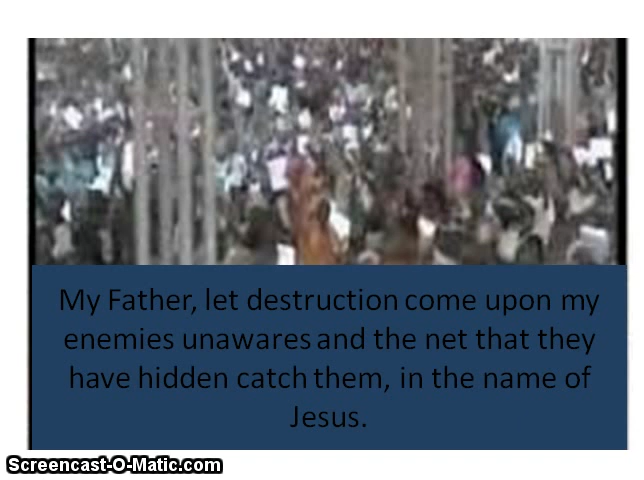 My Father, let destruction come upon my
enemies unawares and the net that they
have hidden catch them, in the name of
Jesus.
Screencast-O-Matic.com